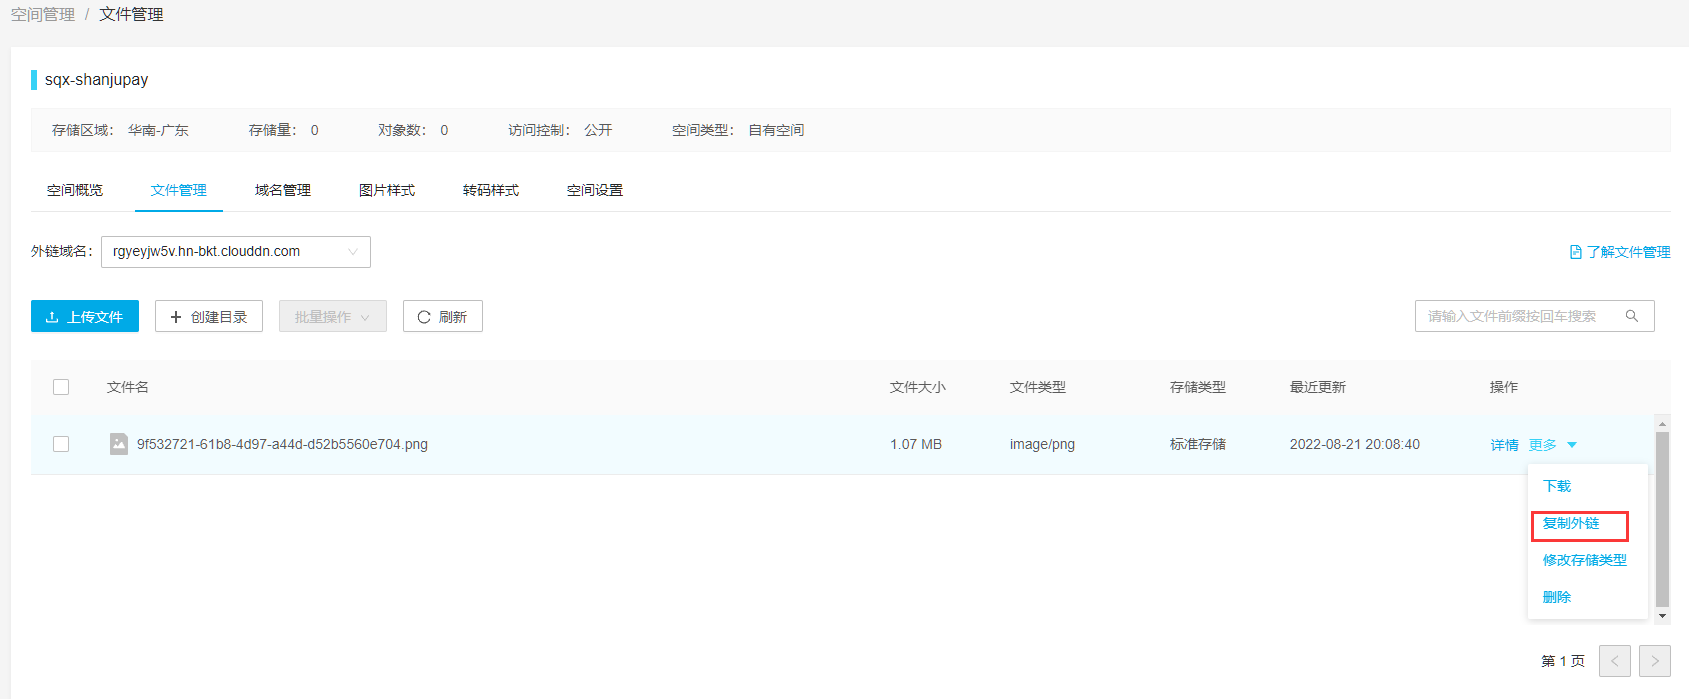 空间管理 / 文件管理
sqx-shanjupay
存储区域： 华南-广东 存储量： 0 对象数： 0 访问控制： 公开 空间类型： 自有空间
空间概览 文件管理 域名管理 图片样式 转码样式 空间设置
外链域名： rgyeyjw5v.hn-bkt.clouddn.com 了解文件管理
上传文件 创建目录 批量操作 刷新 请输入文件前缀按回车搜索
文件名 文件大小 文件类型 存储类型 最近更新 操作
9f532721-61b8-4d97-a44d-d52b5560e704.png 1.07 MB image/png 标准存储 2022-08-21 20:08:40 详情 更多
下载
复制外链
修改存储类型
删除
第 1 页